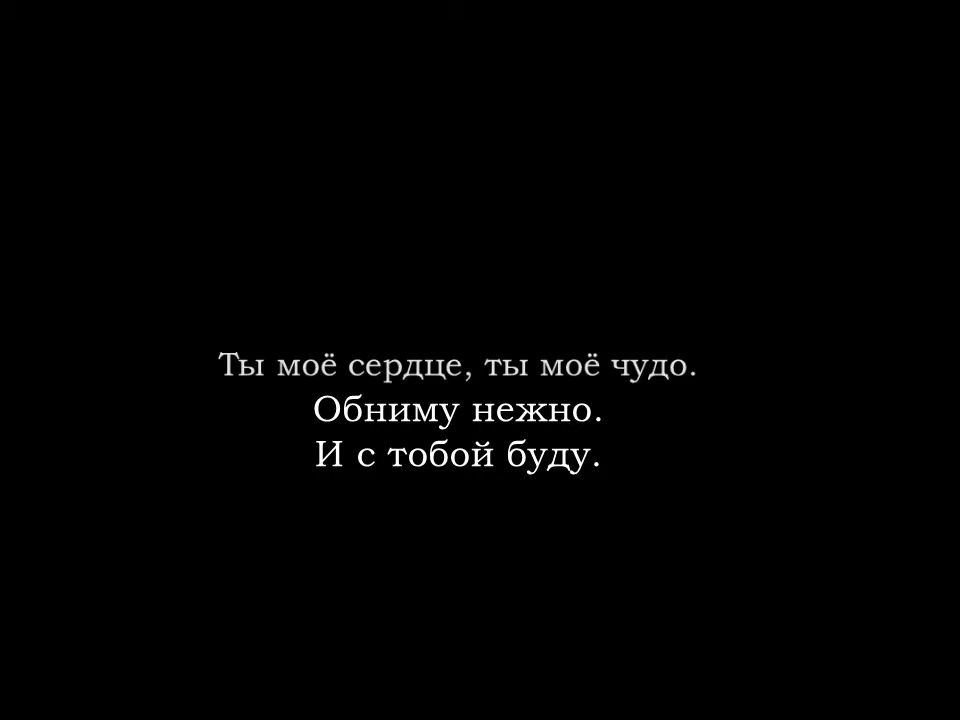 Ты моё сердце, ты моё чудо.
Обниму нежно.
И с тобой буду.